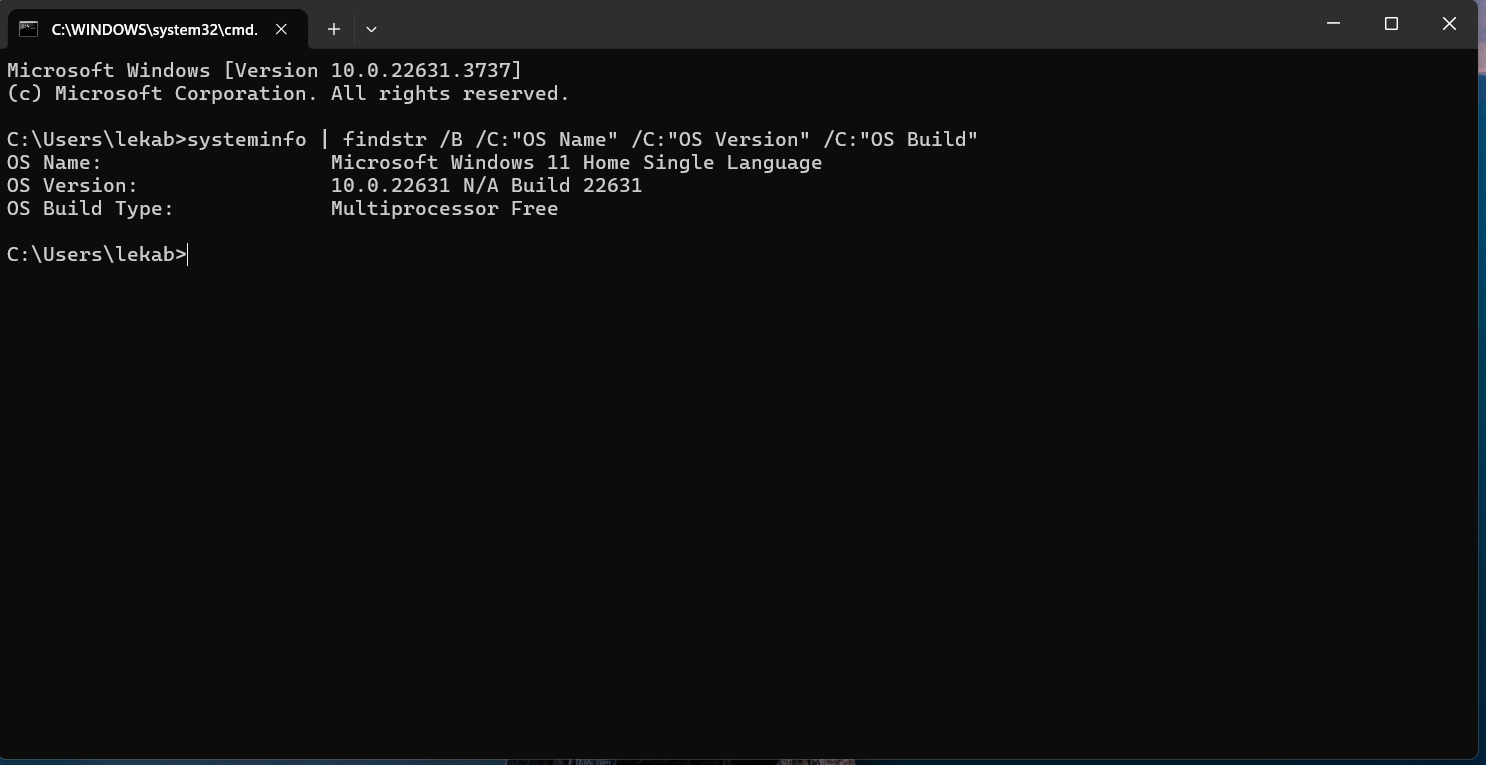 C:\WINDOWS\system32\cmd.
Microsoft Windows [Version 10.0.22631.3737]
(c) Microsoft Corporation. All rights reserved.
C:\Users\lekab>systeminfo | findstr /B /C:"OS Name" /C:"OS Version" /C:"OS Build"
OS Name:                   Microsoft Windows 11 Home Single Language
OS Version:                10.0.22631 N/A Build 22631
OS Build Type:             Multiprocessor Free
C:\Users\lekab>